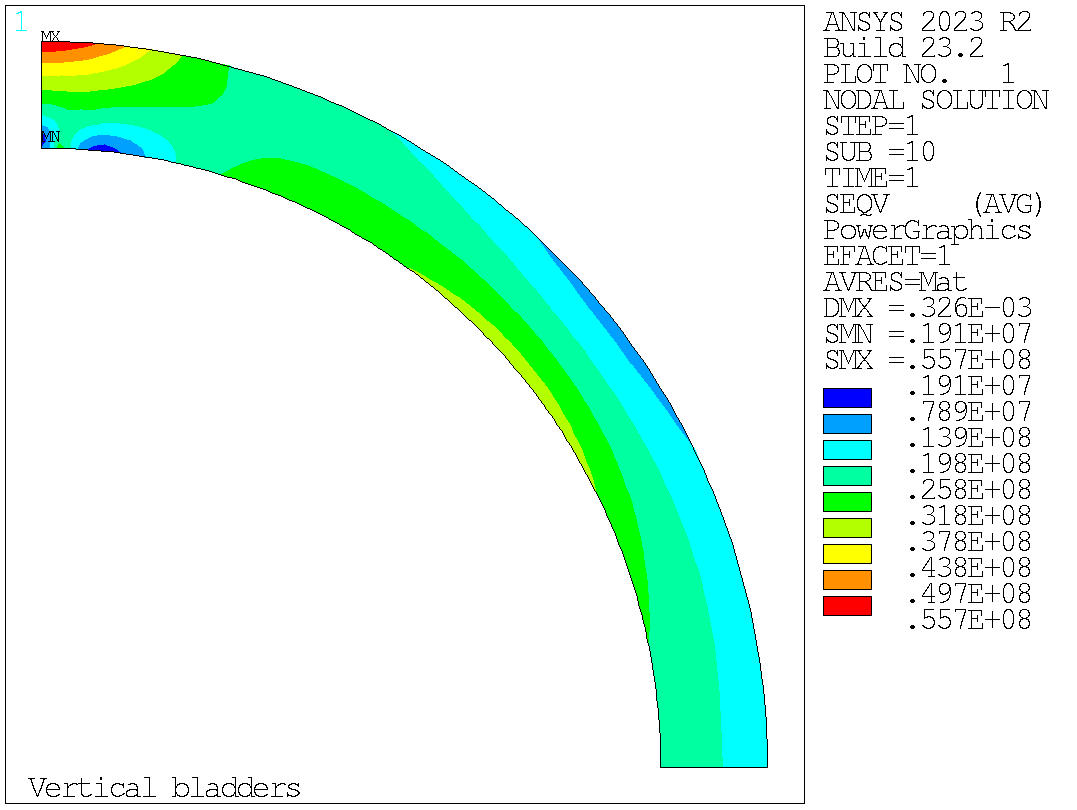 1
MX
MN
Vertical bladders
ANSYS 2023 R2
Build 23.2
PLOT NO. 1
NODAL SOLUTION
STEP=1
SUB =10
TIME=1
SEQV (AVG)
PowerGraphics
EFACET=1
AVRES=Mat
DMX =.326E-03
SMN =.191E+07
SMX =.557E+08
.191E+07
.789E+07
.139E+08
.198E+08
.258E+08
.318E+08
.378E+08
.438E+08
.497E+08
.557E+08